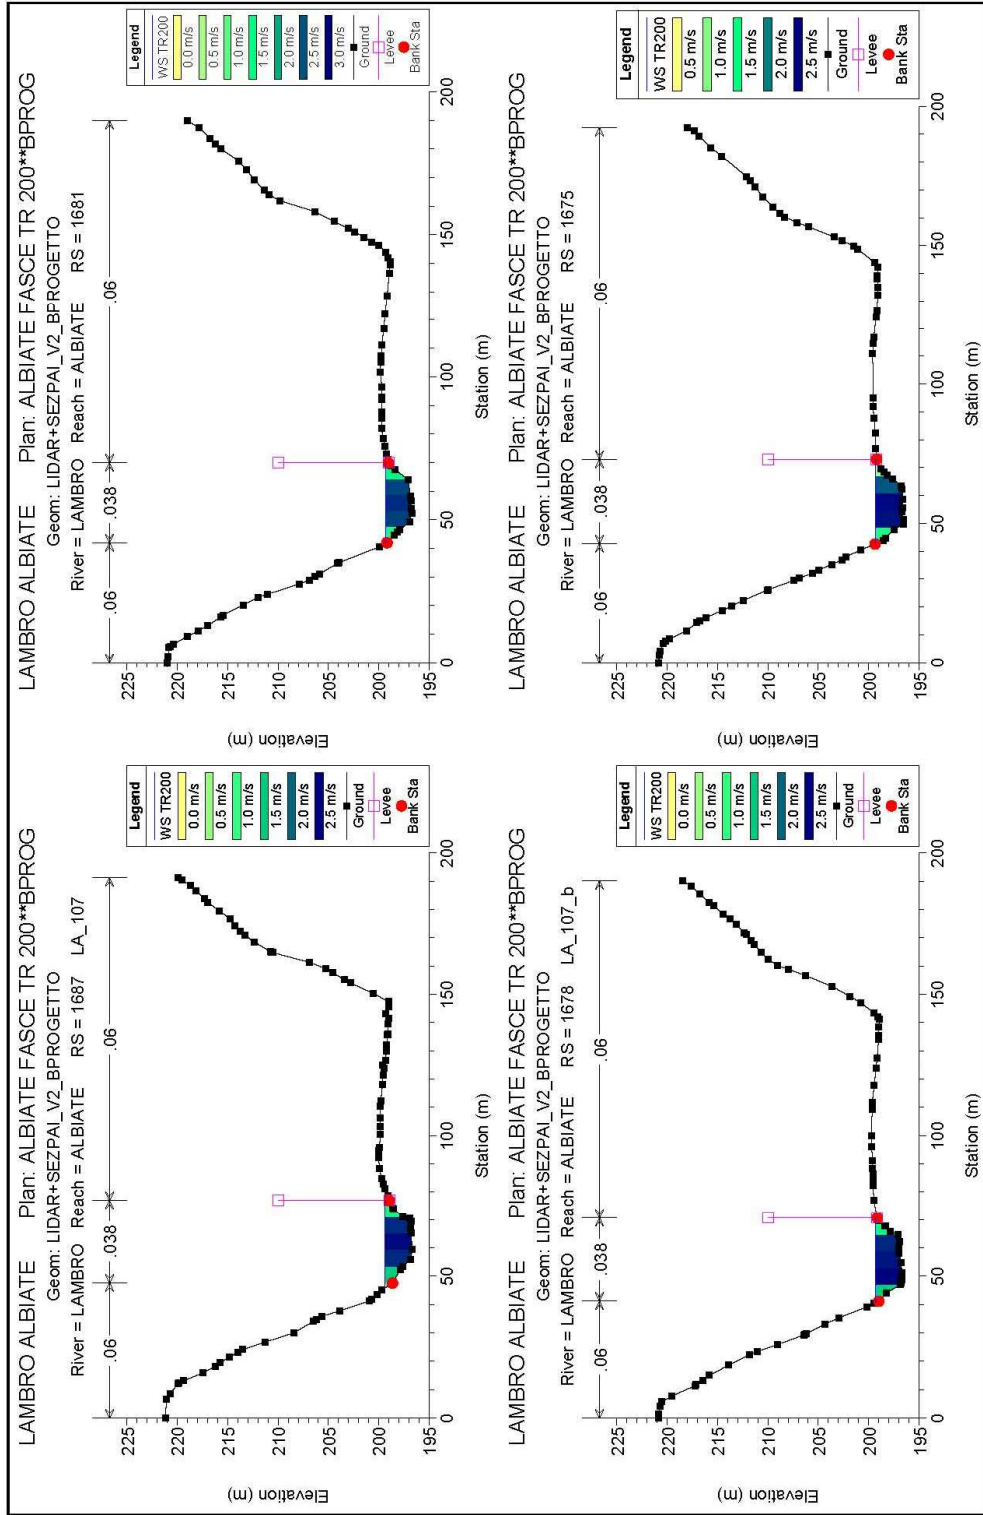 LAMBRO ALBIATE Plan: ALBIATE FASCE TR 200**BPROG
Geom: LIDAR+SEZPAI_V2_BPROGETTO
River = LAMBRO Reach = ALBIATE RS = 1687 LA_107
.06
.038
.06
Elevation (m)
225
220
215
210
205
200
195
0
50
100
150
200
Station (m)
Legend
WS TR200
0.0 m/s
0.5 m/s
1.0 m/s
1.5 m/s
2.0 m/s
2.5 m/s
Ground
Levee
Bank Sta
LAMBRO ALBIATE Plan: ALBIATE FASCE TR 200**BPROG
Geom: LIDAR+SEZPAI_V2_BPROGETTO
River = LAMBRO Reach = ALBIATE RS = 1681
.06
.038
.06
Elevation (m)
225
220
215
210
205
200
195
0
50
100
150
200
Station (m)
Legend
WS TR200
0.0 m/s
0.5 m/s
1.0 m/s
1.5 m/s
2.0 m/s
2.5 m/s
3.0 m/s
Ground
Levee
Bank Sta
LAMBRO ALBIATE Plan: ALBIATE FASCE TR 200**BPROG
Geom: LIDAR+SEZPAI_V2_BPROGETTO
River = LAMBRO Reach = ALBIATE RS = 1678 LA_107_b
.06
.038
.06
Elevation (m)
225
220
215
210
205
200
195
0
50
100
150
200
Station (m)
Legend
WS TR200
0.0 m/s
0.5 m/s
1.0 m/s
1.5 m/s
2.0 m/s
2.5 m/s
Ground
Levee
Bank Sta
LAMBRO ALBIATE Plan: ALBIATE FASCE TR 200**BPROG
Geom: LIDAR+SEZPAI_V2_BPROGETTO
River = LAMBRO Reach = ALBIATE RS = 1675
.06
.038
.06
Elevation (m)
225
220
215
210
205
200
195
0
50
100
150
200
Station (m)
Legend
WS TR200
0.5 m/s
1.0 m/s
1.5 m/s
2.0 m/s
2.5 m/s
Ground
Levee
Bank Sta